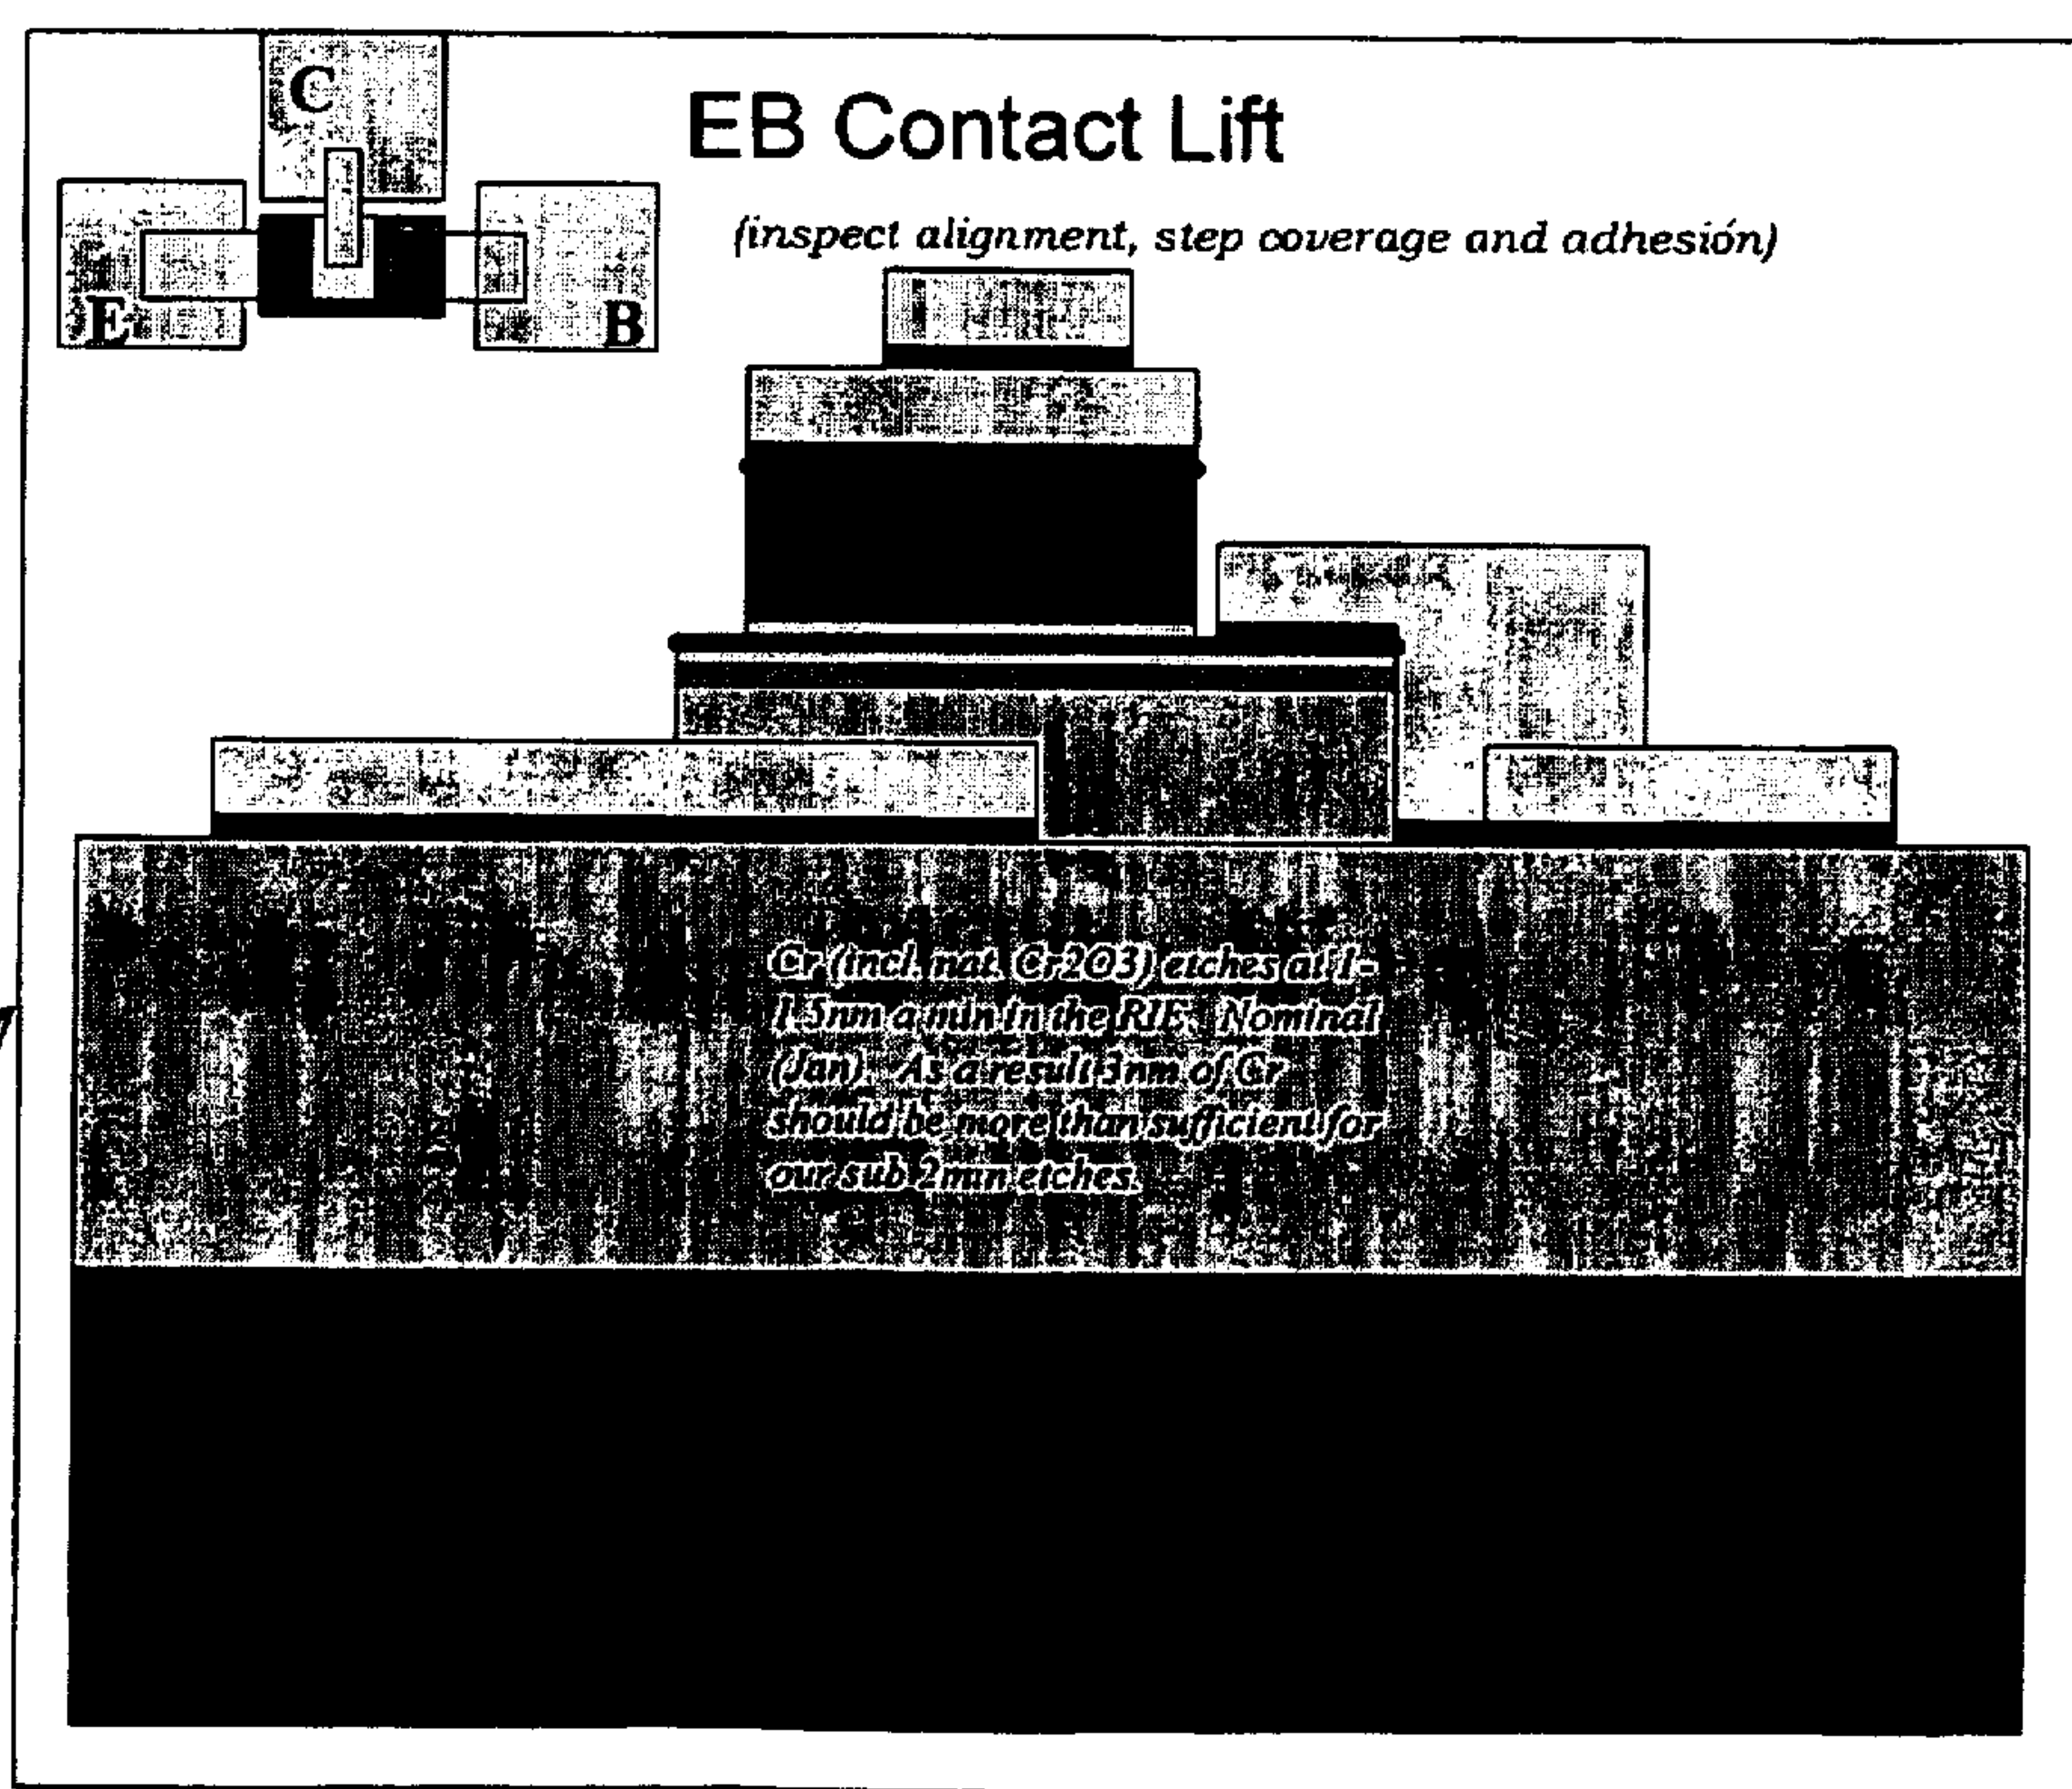 C
EB Contact Lift
(inspect alignment, step coverage and adhesión)
E
B
Cr (incl. nat. Cr2O3) etches at 1-
1.5nm a min in the RIE. Nominal
(Jan). As a result 3nm of Cr
should be more than sufficient for
our sub 2min etches.